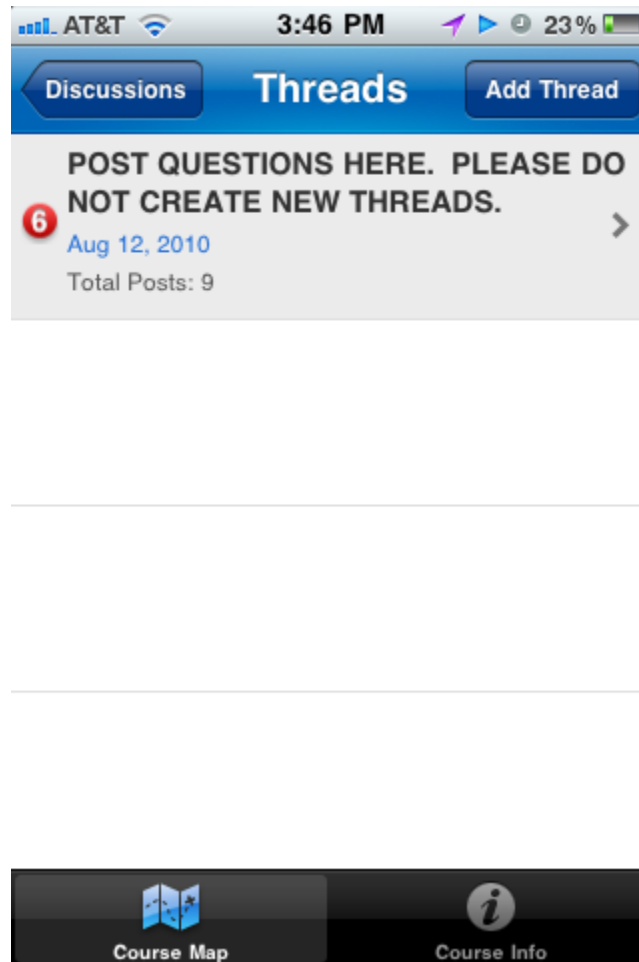 AT&T 3:46 PM 23%
Discussions Threads Add Thread
POST QUESTIONS HERE. PLEASE DO
NOT CREATE NEW THREADS.
6
Aug 12, 2010
Total Posts: 9
Course Map Course Info